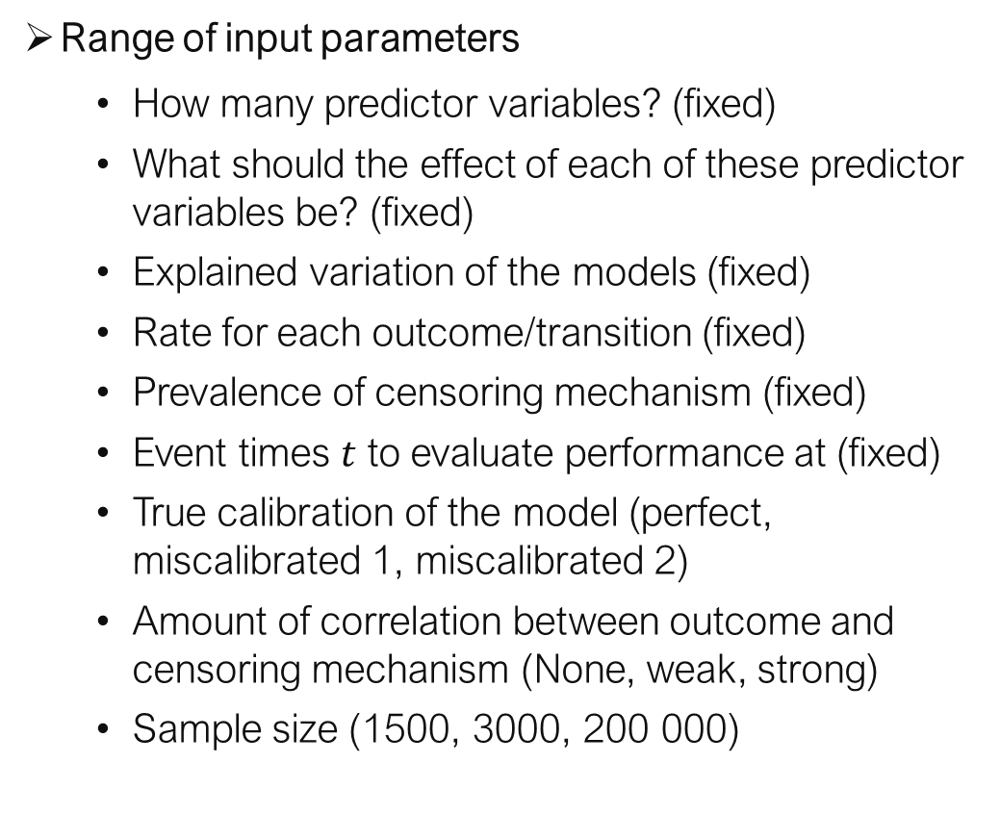 ➢ Range of input parameters
• How many predictor variables? (fixed)
• What should the effect of each of these predictor
variables be? (fixed)
• Explained variation of the models (fixed)
• Rate for each outcome/transition (fixed)
• Prevalence of censoring mechanism (fixed)
• Event times t to evaluate performance at (fixed)
• True calibration of the model (perfect,
miscalibrated 1, miscalibrated 2)
• Amount of correlation between outcome and
censoring mechanism (None, weak, strong)
• Sample size (1500, 3000, 200 000)